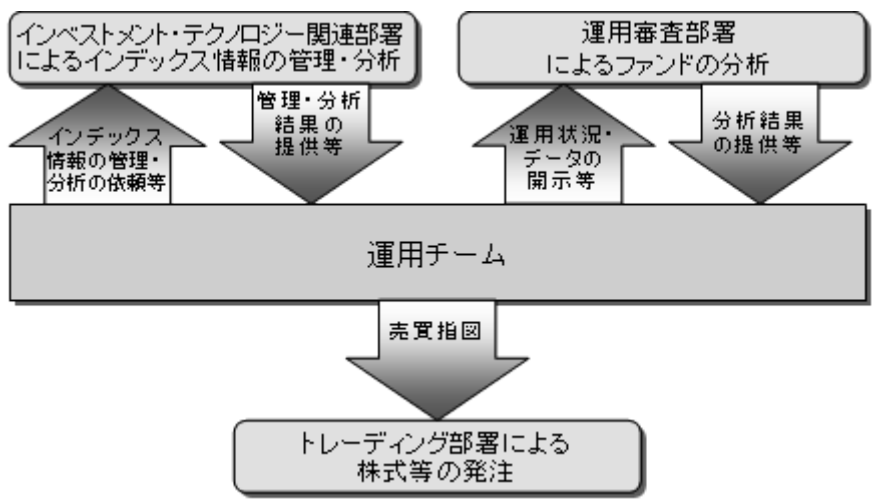 インベストメント・テクノロジー関連部署
によるインデックス情報の管理・分析
運用審査部署
によるファンドの分析
インデックス
情報の管理・
分析の依頼等
管理・分析
結果の
提供等
運用状況・
データの
開示等
分析結果
の提供等
運用チーム
売買指図
トレーディング部署による
株式等の発注